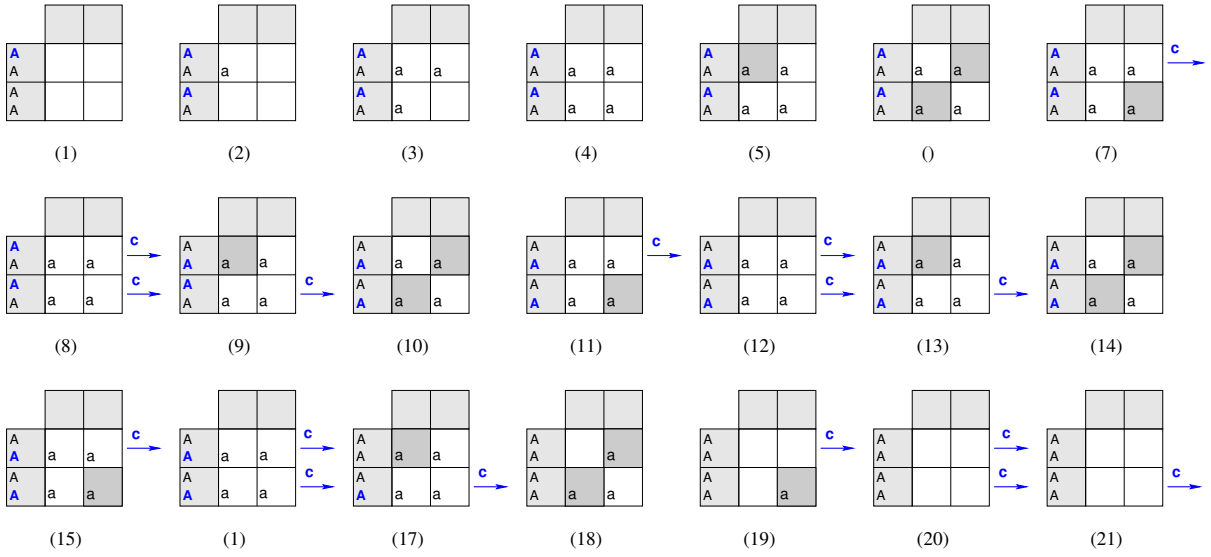 A A A A A A A c
A A a A a a A a a A a a A a a A a a
A A A A A A A
A A A a A a a A a a A a a A a a
(1) (2) (3) (4) (5) () (7)
A c A A A c A c A A
A a a A a a A a a A a a A a a A a a A a a
A c A c A A A c A c A
A a a A a a A a a A a a A a a A a a A a a
(8) (9) (10) (11) (12) (13) (14)
A c A c A A A c A c A
A a a A a a A a a A a A A A
A A c A c A A A c A c
A a a A a a A a a A a a A a A A
(15) (1) (17) (18) (19) (20) (21)